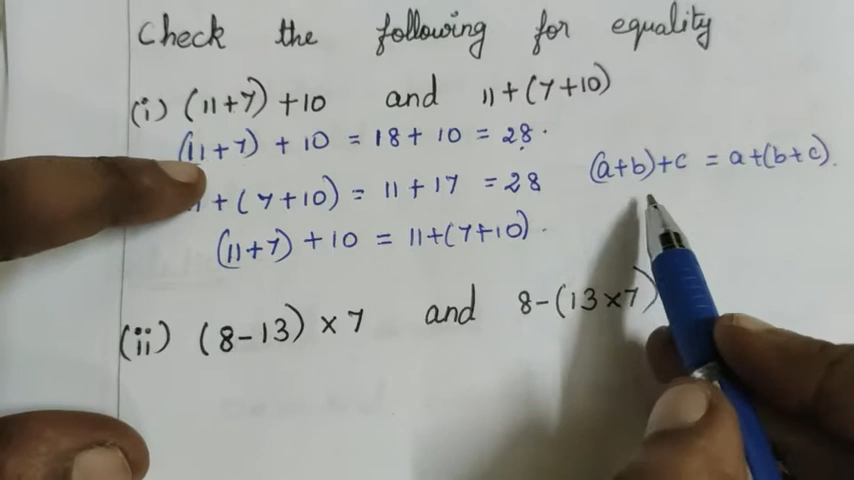 Check the following for equality
(i) (11+7)+10 and 11+(7+10)
(11+7) + 10 = 18+ 10 = 28.
+ (7+10) = 11 + 17 = 28
(a+b)+c = a+(b+c).
(11+7) +10 = 11+(7+10).
(ii) (8-13) × 7 and 8-(13×7)